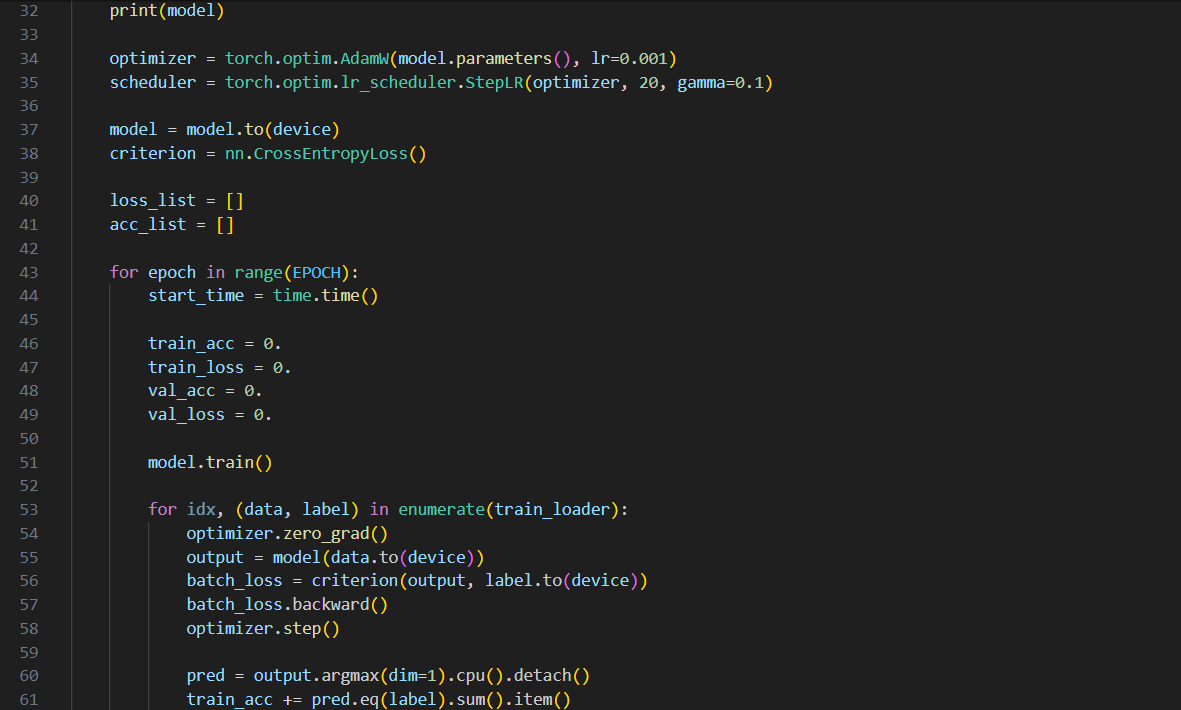 32 print(model)
33
34 optimizer = torch.optim.AdamW(model.parameters(), lr=0.001)
35 scheduler = torch.optim.lr_scheduler.StepLR(optimizer, 20, gamma=0.1)
36
37 model = model.to(device)
38 criterion = nn.CrossEntropyLoss()
39
40 loss_list = []
41 acc_list = []
42
43 for epoch in range(EPOCH):
44     start_time = time.time()
45
46     train_acc = 0.
47     train_loss = 0.
48     val_acc = 0.
49     val_loss = 0.
50
51     model.train()
52
53     for idx, (data, label) in enumerate(train_loader):
54         optimizer.zero_grad()
55         output = model(data.to(device))
56         batch_loss = criterion(output, label.to(device))
57         batch_loss.backward()
58         optimizer.step()
59
60         pred = output.argmax(dim=1).cpu().detach()
61         train_acc += pred.eq(label).sum().item()